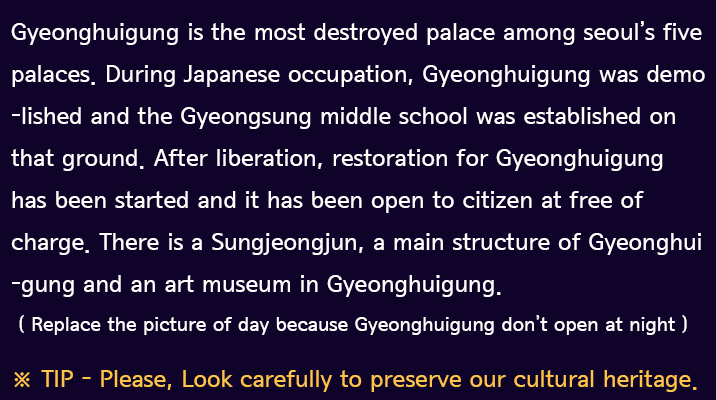 Gyeonghuigung is the most destroyed palace among seoul's five
palaces. During Japanese occupation, Gyeonghuigung was demo
-lished and the Gyeongsung middle school was established on
that ground. After liberation, restoration for Gyeonghuigung
has been started and it has been open to citizen at free of
charge. There is a Sungjeongjun, a main structure of Gyeonghui
-gung and an art museum in Gyeonghuigung.
( Replace the picture of day because Gyeonghuigung don't open at night )
※ TIP - Please, Look carefully to preserve our cultural heritage.